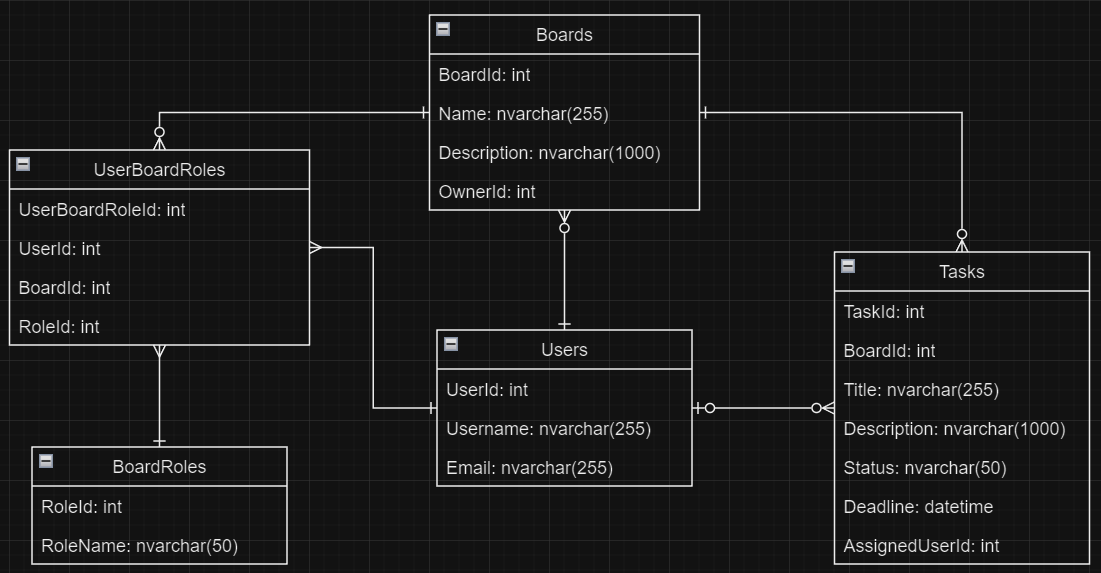 Boards
BoardId: int
Name: nvarchar(255)
Description: nvarchar(1000)
OwnerId: int
UserBoardRoles
UserBoardRoleId: int
UserId: int
BoardId: int
RoleId: int
Users
UserId: int
Username: nvarchar(255)
Email: nvarchar(255)
Tasks
TaskId: int
BoardId: int
Title: nvarchar(255)
Description: nvarchar(1000)
Status: nvarchar(50)
Deadline: datetime
AssignedUserId: int
BoardRoles
RoleId: int
RoleName: nvarchar(50)